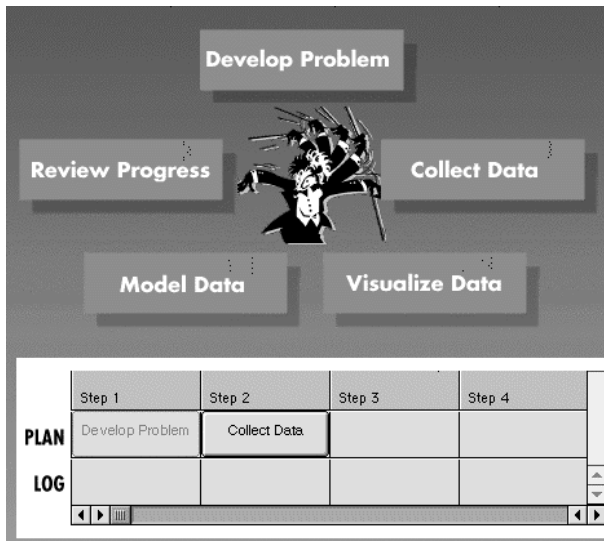 Develop Problem
Review Progress
Collect Data
Model Data
Visualize Data
Step 1 Step 2 Step 3 Step 4
PLAN Develop Problem Collect Data
LOG